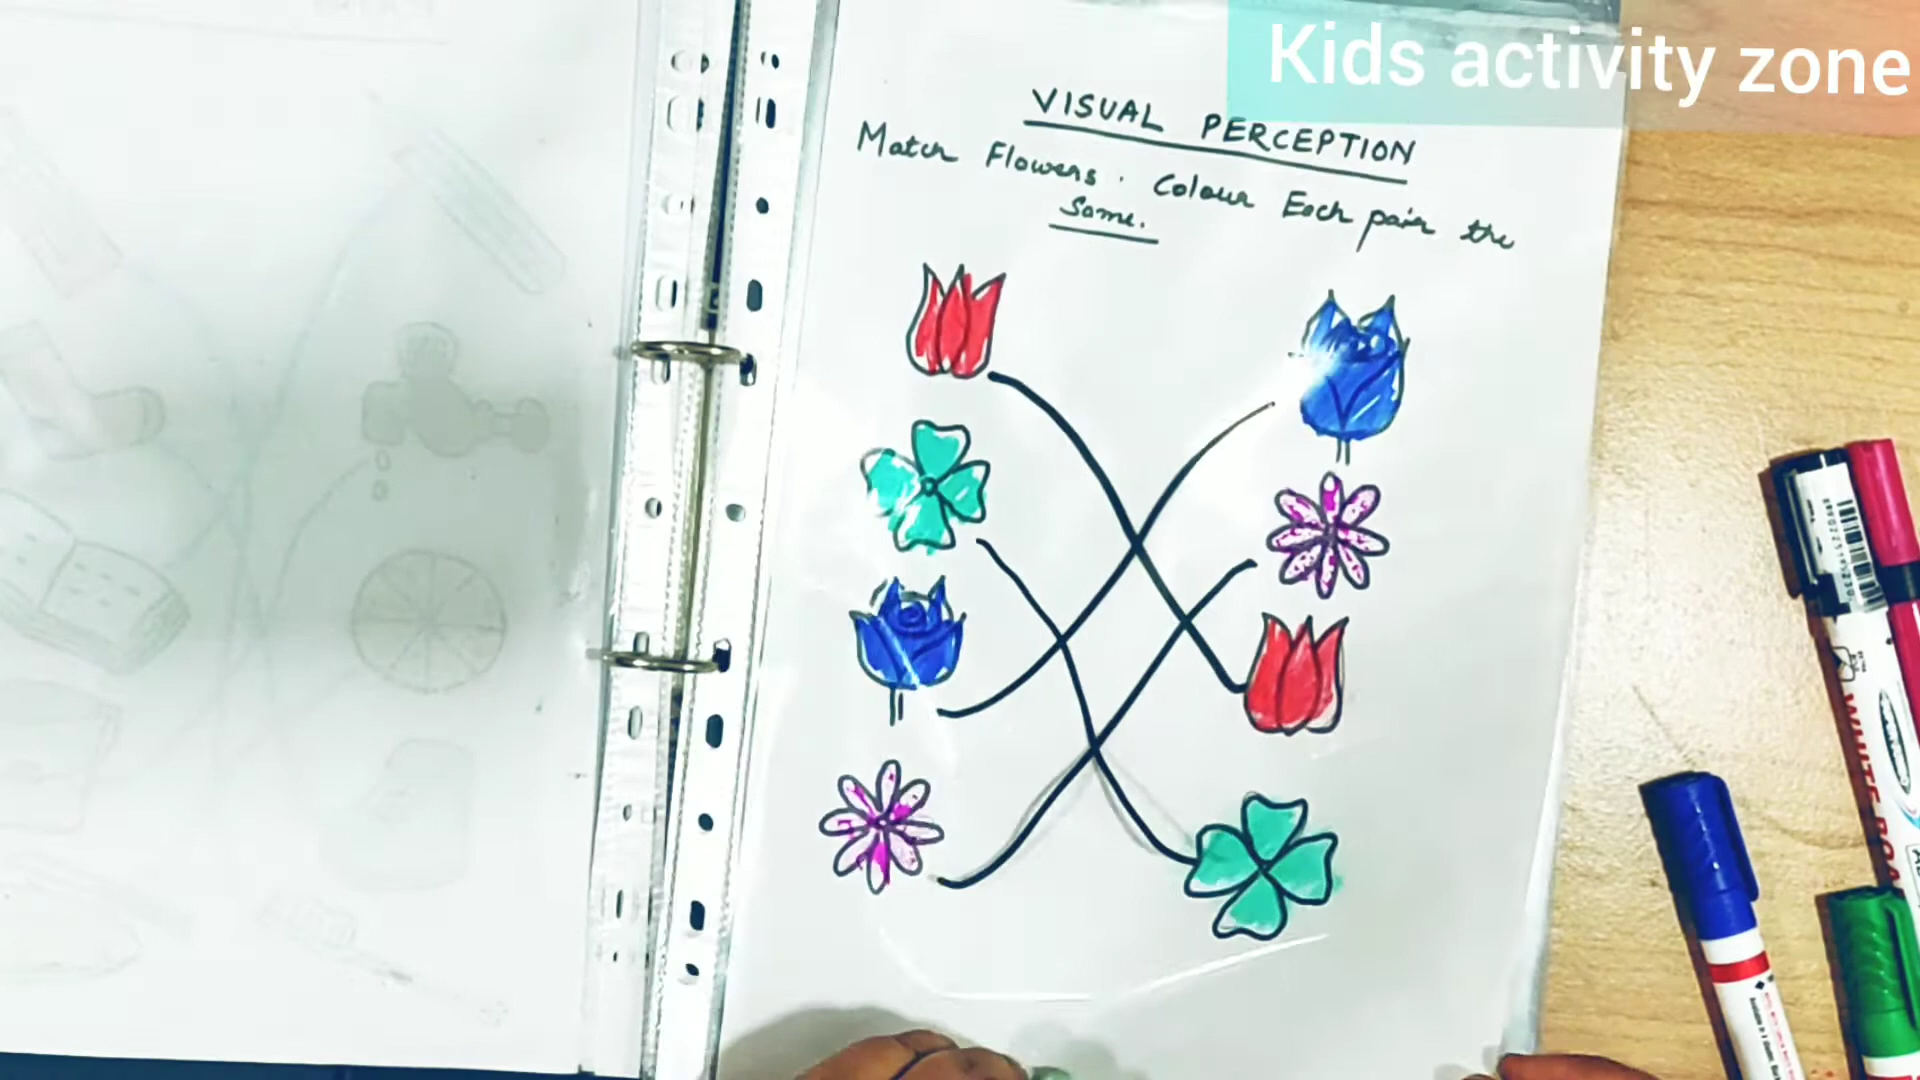 Kids activity zone
VISUAL PERCEPTION
Match Flowers. Colour Each pair the
Same.